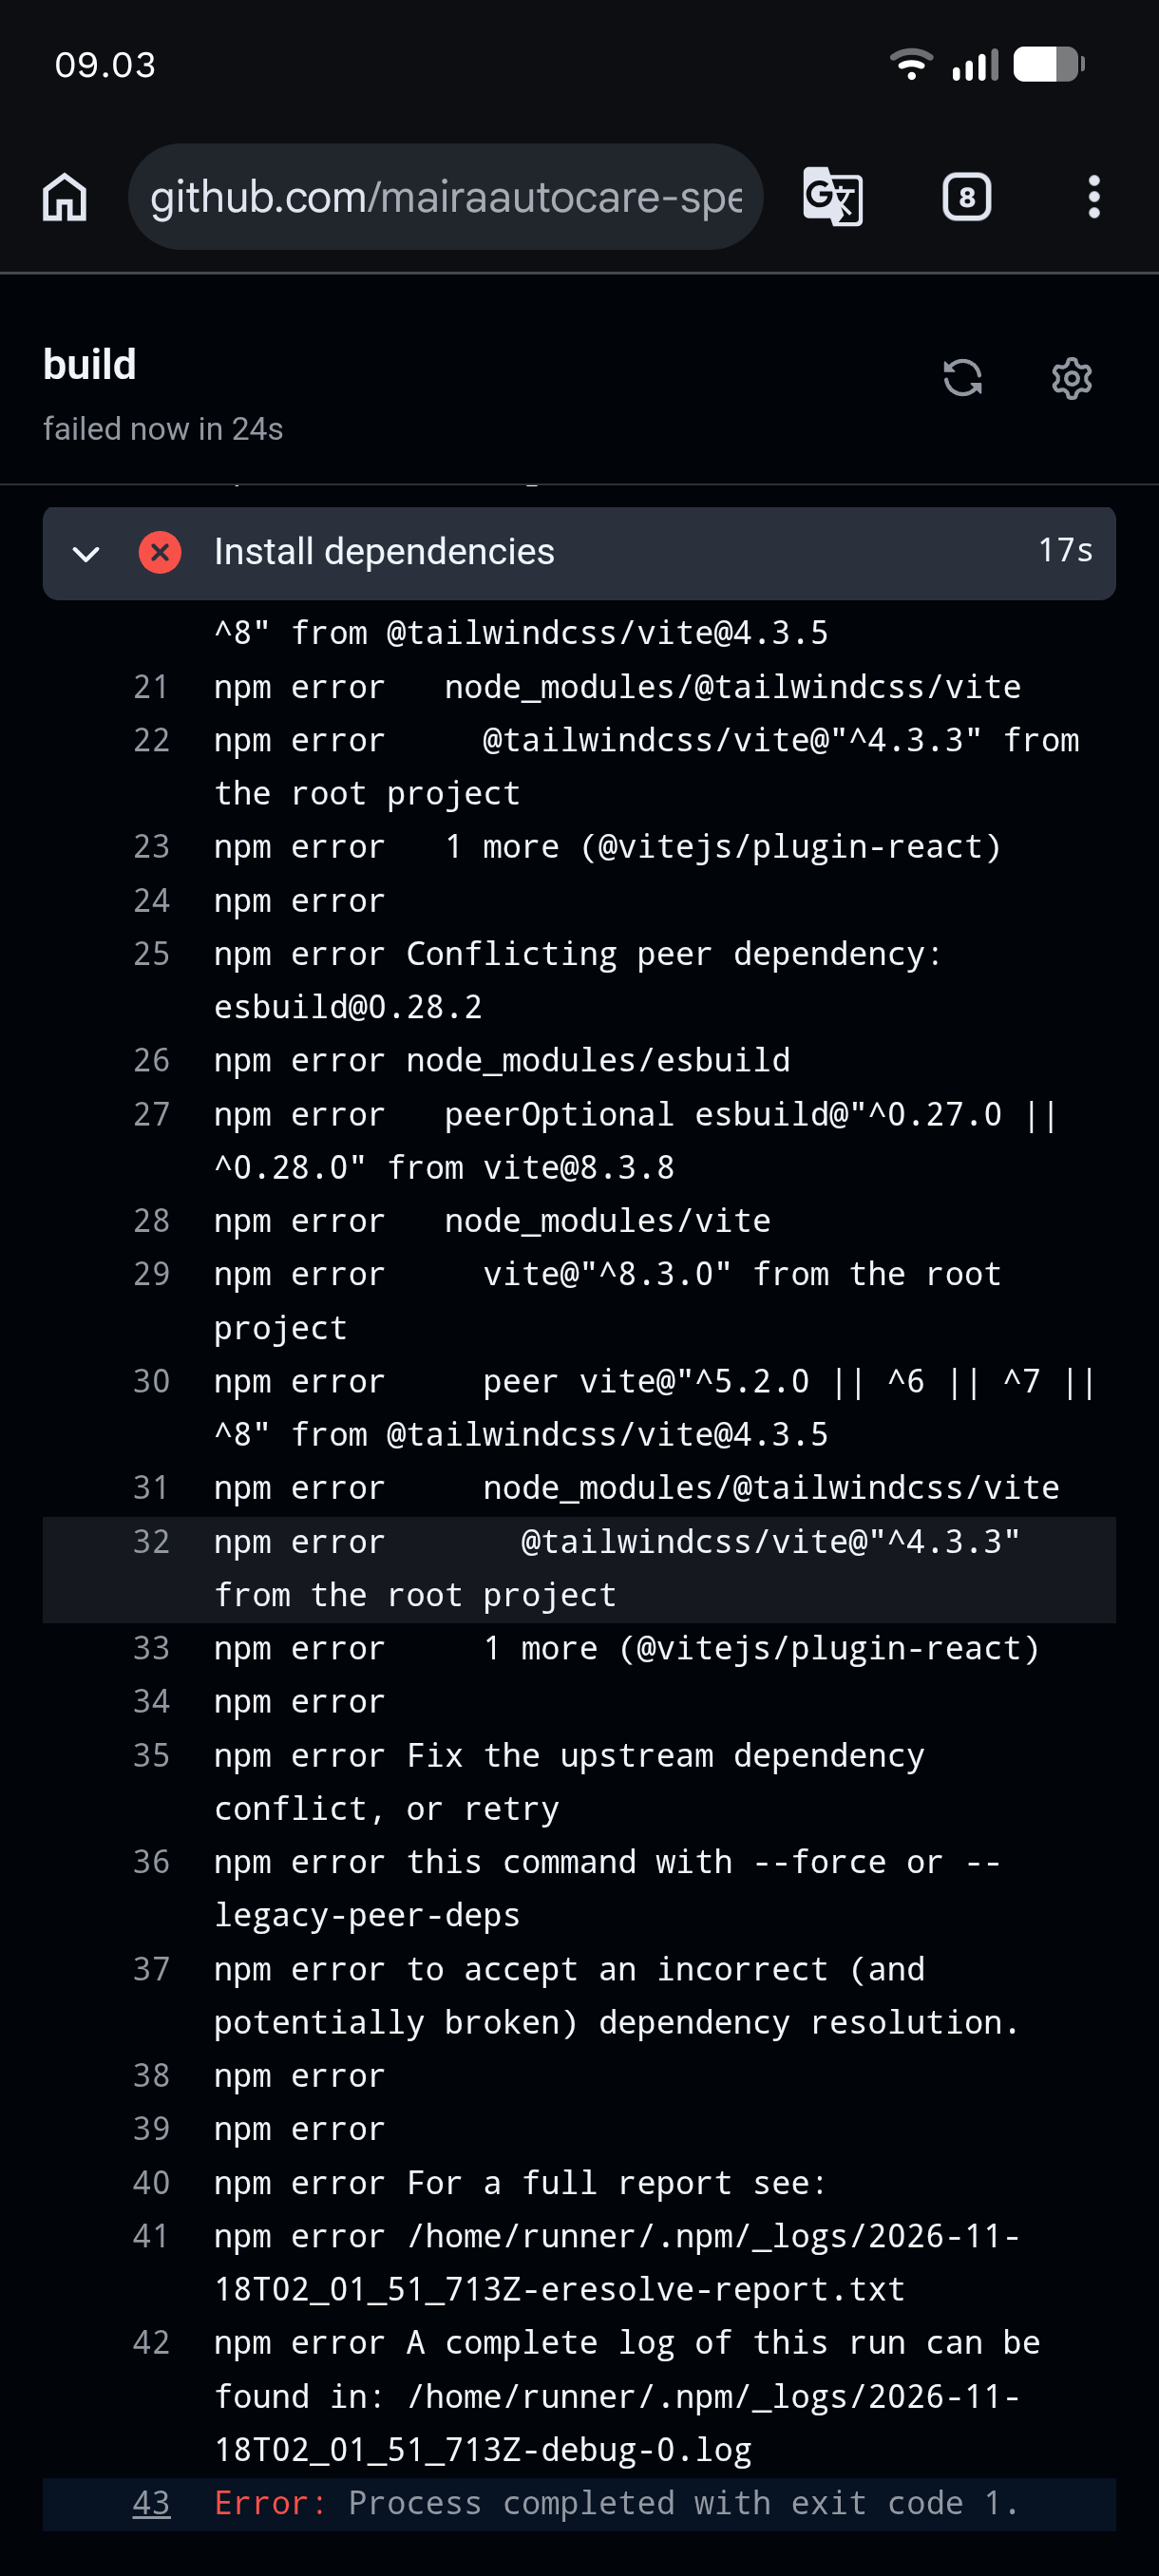 09.03
github.com/mairaautocare-spe
8
build
failed now in 24s
Install dependencies 17s
^8" from @tailwindcss/vite@4.3.5
21 npm error   node_modules/@tailwindcss/vite
22 npm error     @tailwindcss/vite@"^4.3.3" from
the root project
23 npm error   1 more (@vitejs/plugin-react)
24 npm error
25 npm error Conflicting peer dependency:
esbuild@0.28.2
26 npm error node_modules/esbuild
27 npm error   peerOptional esbuild@"^0.27.0 ||
^0.28.0" from vite@8.3.8
28 npm error   node_modules/vite
29 npm error     vite@"^8.3.0" from the root
project
30 npm error     peer vite@"^5.2.0 || ^6 || ^7 ||
^8" from @tailwindcss/vite@4.3.5
31 npm error     node_modules/@tailwindcss/vite
32 npm error       @tailwindcss/vite@"^4.3.3"
from the root project
33 npm error     1 more (@vitejs/plugin-react)
34 npm error
35 npm error Fix the upstream dependency
conflict, or retry
36 npm error this command with --force or --
legacy-peer-deps
37 npm error to accept an incorrect (and
potentially broken) dependency resolution.
38 npm error
39 npm error
40 npm error For a full report see:
41 npm error /home/runner/.npm/_logs/2026-11-
18T02_01_51_713Z-eresolve-report.txt
42 npm error A complete log of this run can be
found in: /home/runner/.npm/_logs/2026-11-
18T02_01_51_713Z-debug-0.log
43 Error: Process completed with exit code 1.